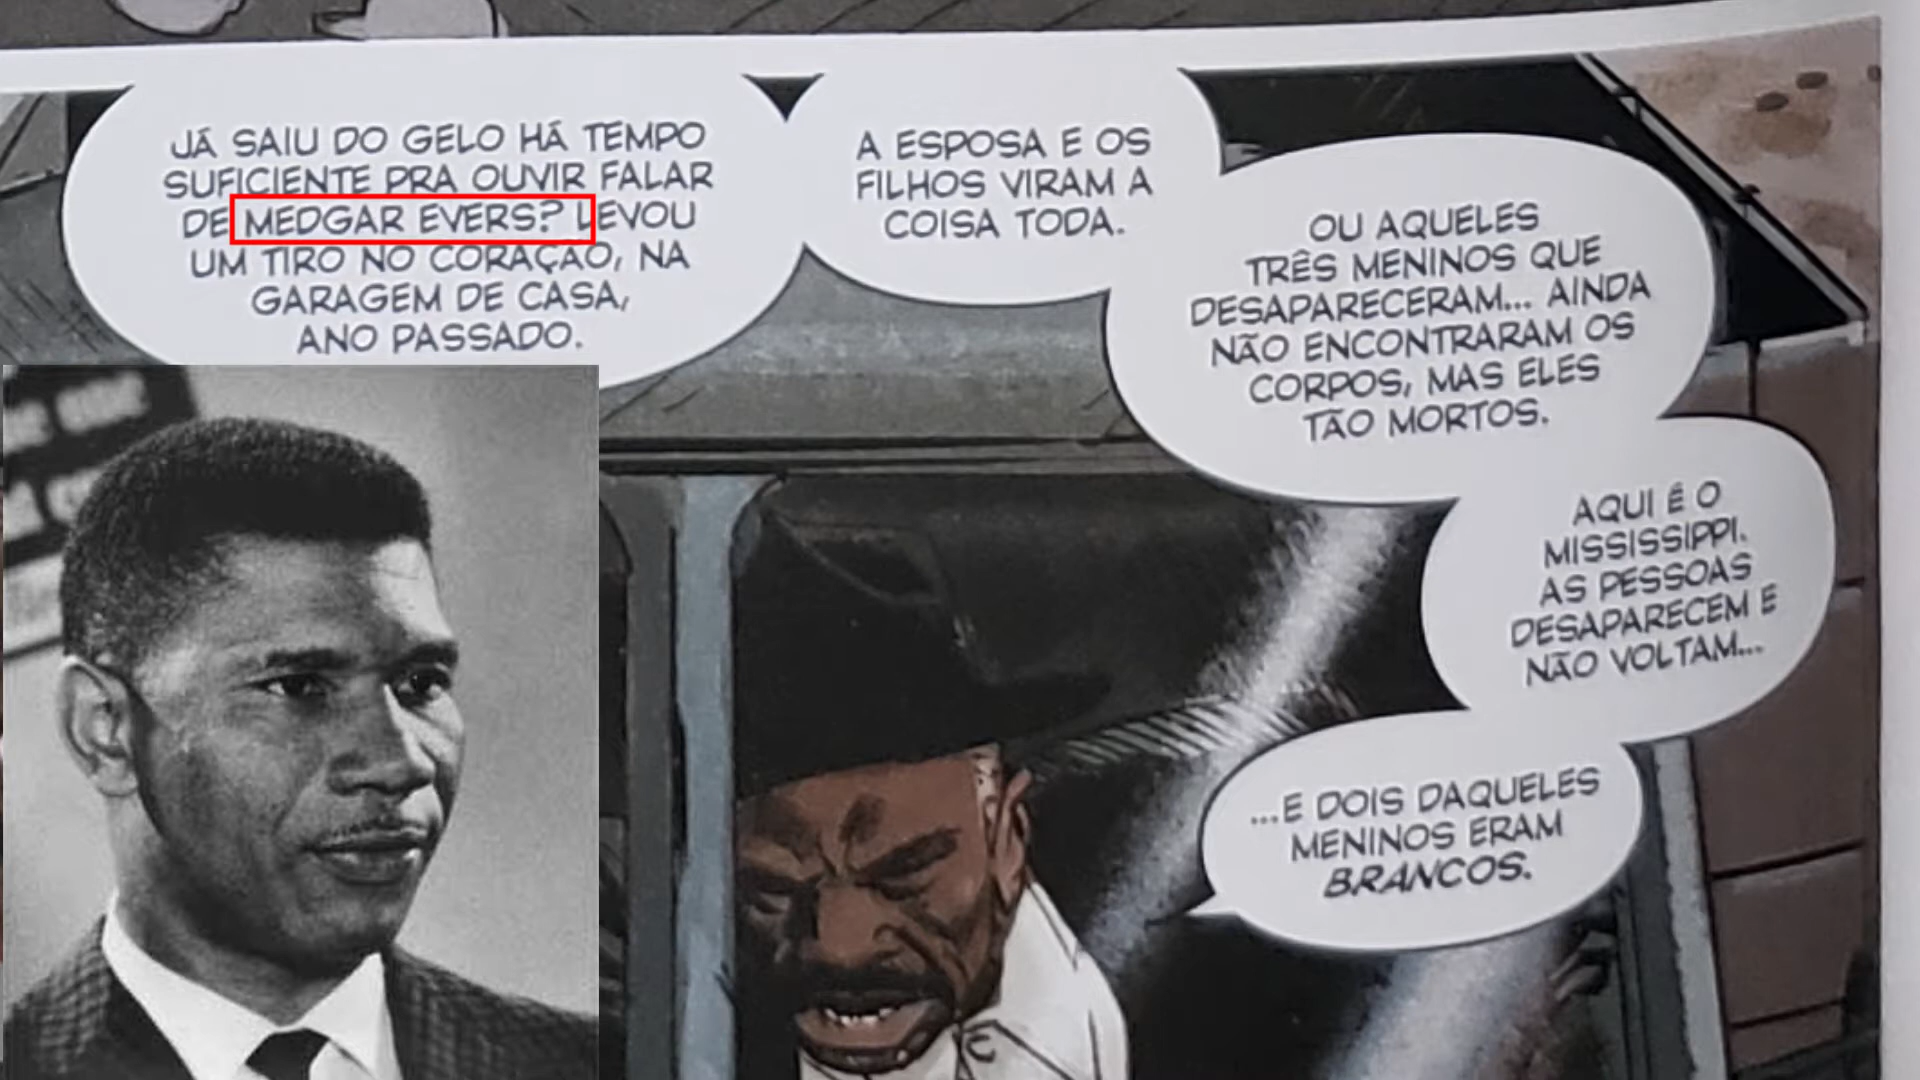 JÁ SAIU DO GELO HÁ TEMPO
SUFICIENTE PRA OUVIR FALAR
DE MEDGAR EVERS? LEVOU
UM TIRO NO CORAÇÃO, NA
GARAGEM DE CASA,
ANO PASSADO.
A ESPOSA E OS
FILHOS VIRAM A
COISA TODA.
OU AQUELES
TRÊS MENINOS QUE
DESAPARECERAM... AINDA
NÃO ENCONTRARAM OS
CORPOS, MAS ELES
TÃO MORTOS.
AQUI É O
MISSISSIPPI.
AS PESSOAS
DESAPARECEM E
NÃO VOLTAM...
...E DOIS DAQUELES
MENINOS ERAM
BRANCOS.